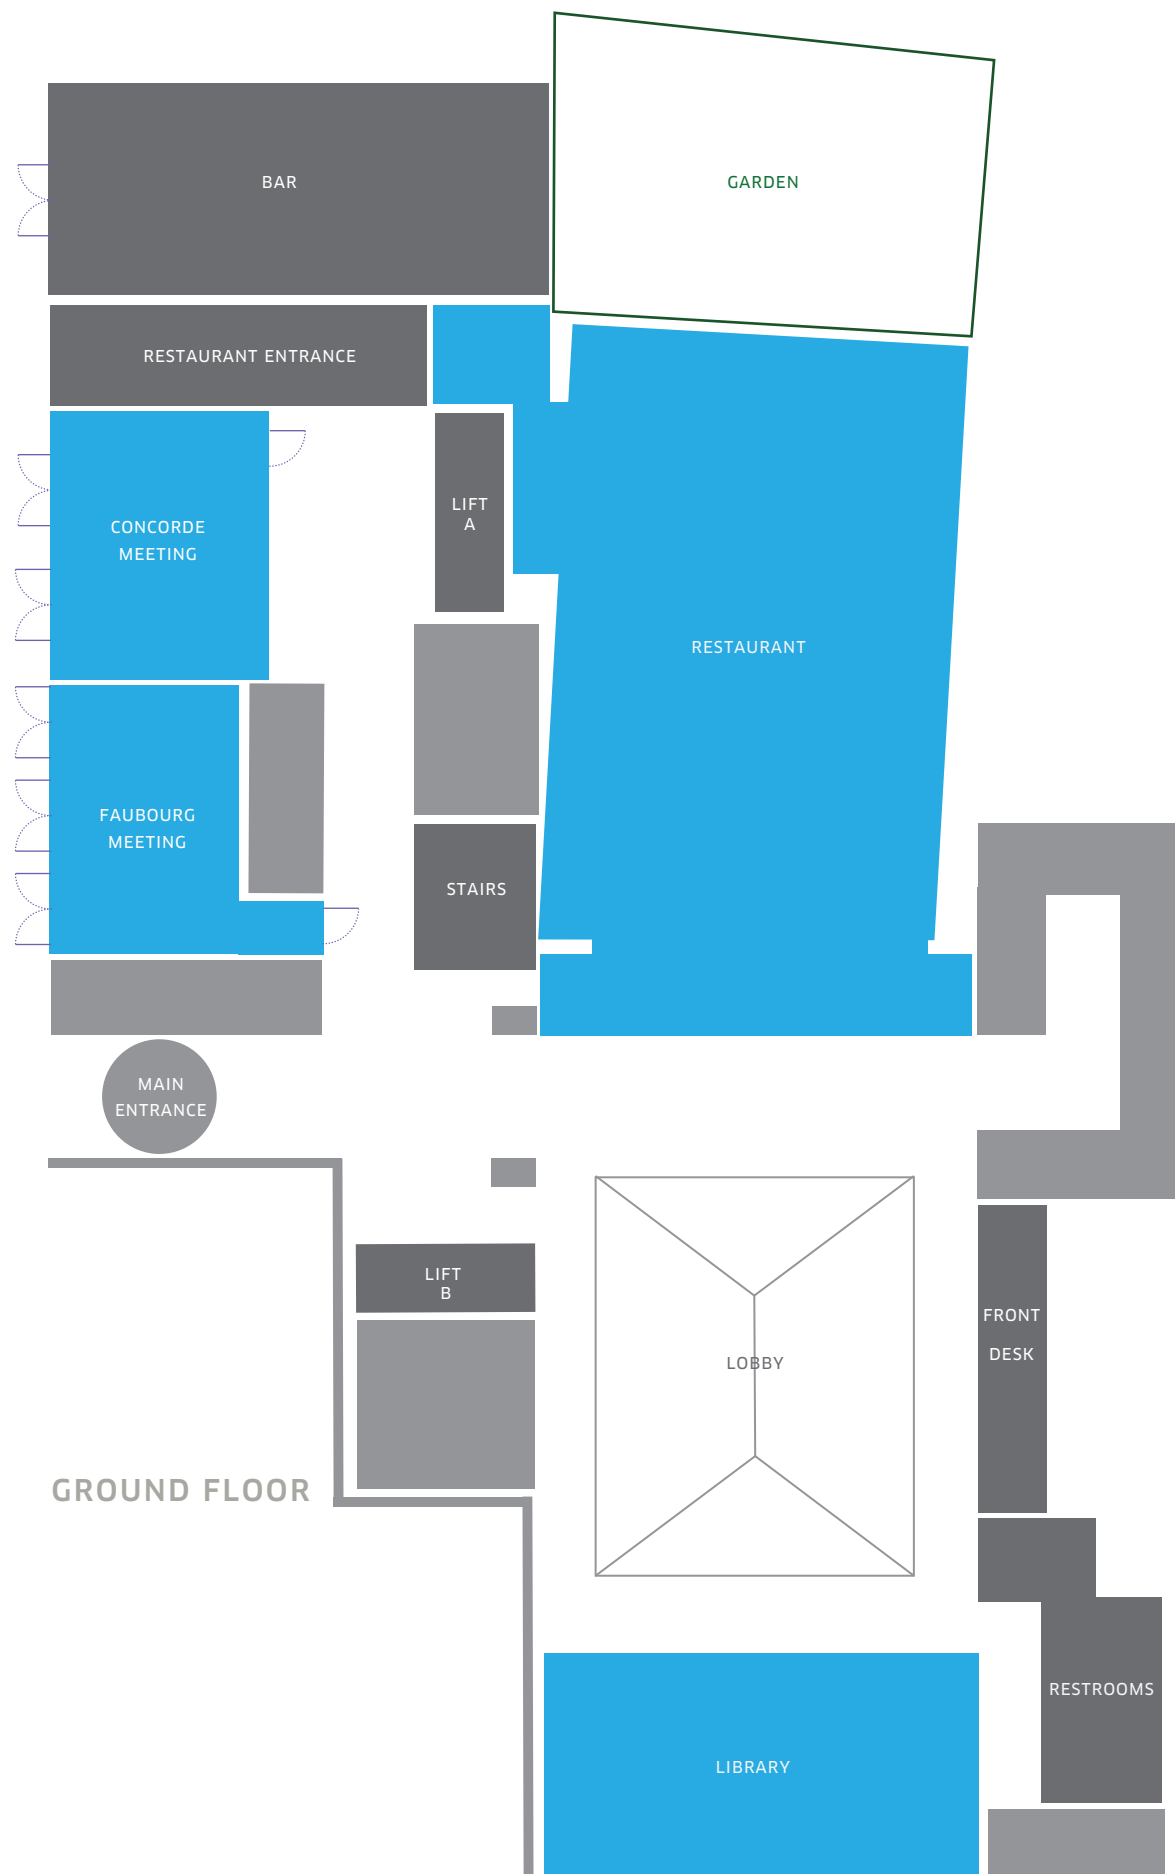 BAR
GARDEN
RESTAURANT ENTRANCE
LIFT
A
CONCORDE
MEETING
RESTAURANT
FAUBOURG
MEETING
STAIRS
MAIN
ENTRANCE
LIFT
B
FRONT
DESK
LOBBY
GROUND FLOOR
RESTROOMS
LIBRARY